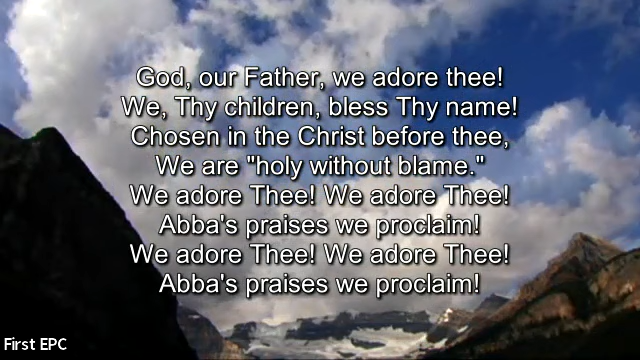 God, our Father, we adore thee!
We, Thy children, bless Thy name!
Chosen in the Christ before thee,
We are "holy without blame."
We adore Thee! We adore Thee!
Abba's praises we proclaim!
We adore Thee! We adore Thee!
Abba's praises we proclaim!
First EPC